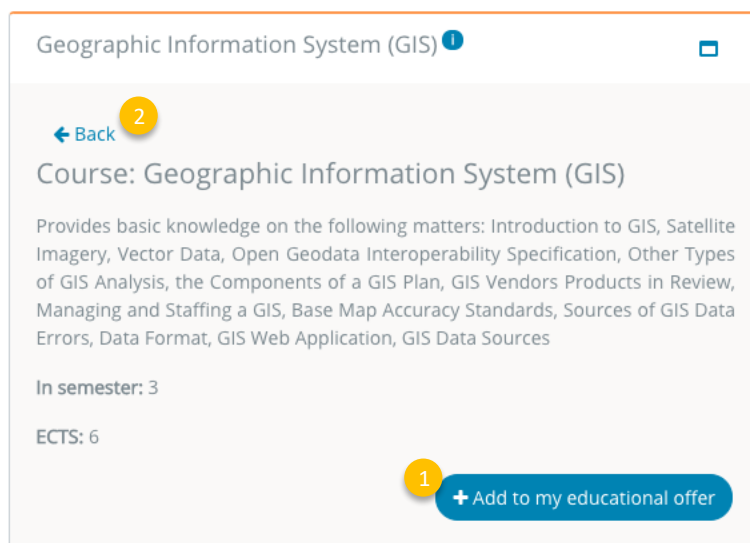 Geographic Information System (GIS) i
2
Back
Course: Geographic Information System (GIS)
Provides basic knowledge on the following matters: Introduction to GIS, Satellite
Imagery, Vector Data, Open Geodata Interoperability Specification, Other Types
of GIS Analysis, the Components of a GIS Plan, GIS Vendors Products in Review,
Managing and Staffing a GIS, Base Map Accuracy Standards, Sources of GIS Data
Errors, Data Format, GIS Web Application, GIS Data Sources
In semester: 3
ECTS: 6
1
+ Add to my educational offer